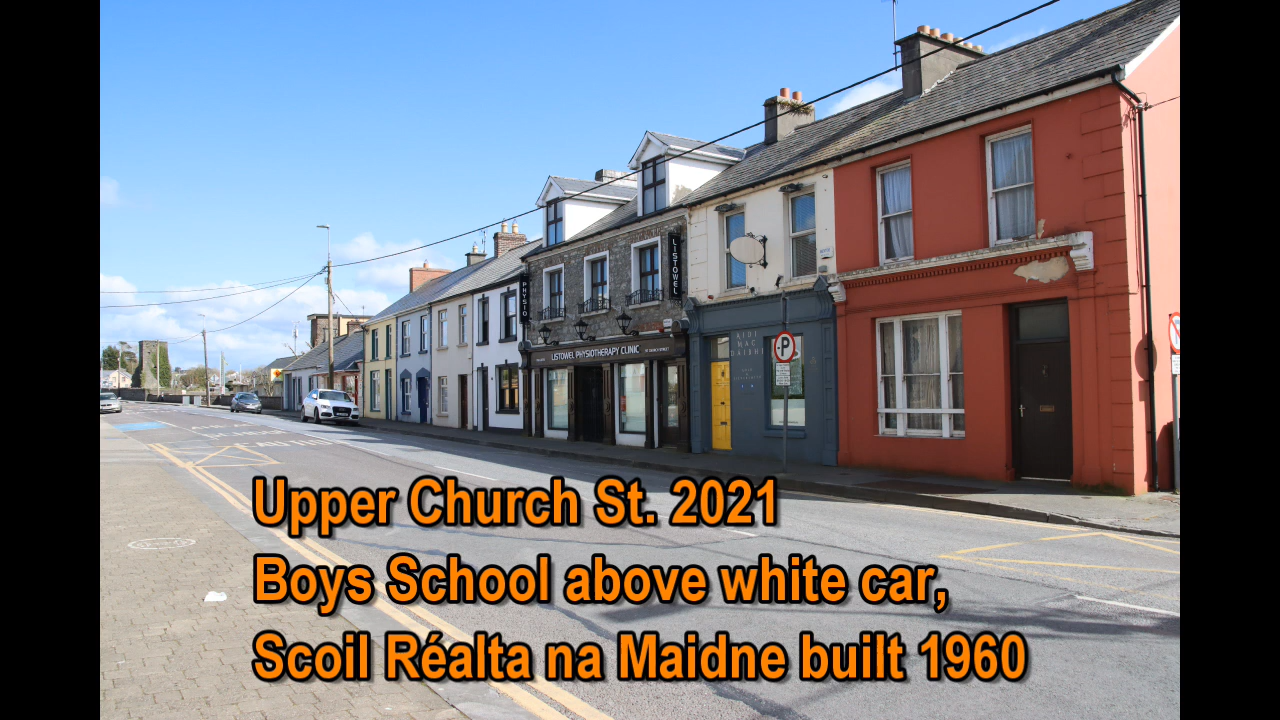 LISTOWEL
PHYSIO
LISTOWEL PHYSIOTHERAPY CLINIC
P
Upper Church St. 2021
Boys School above white car,
Scoil Réalta na Maidne built 1960